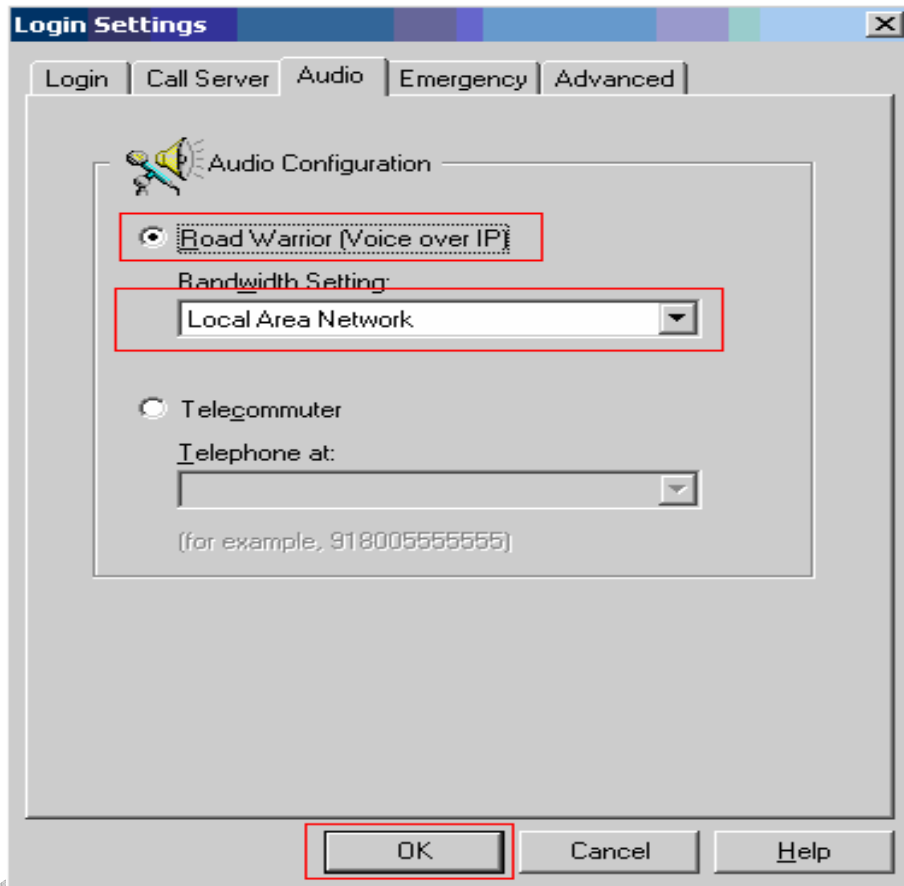 Login Settings
Login Call Server Audio Emergency Advanced
Audio Configuration
Road Warrior (Voice over IP)
Bandwidth Setting:
Local Area Network
Telecommuter
Telephone at:
(for example, 918005555555)
OK Cancel Help